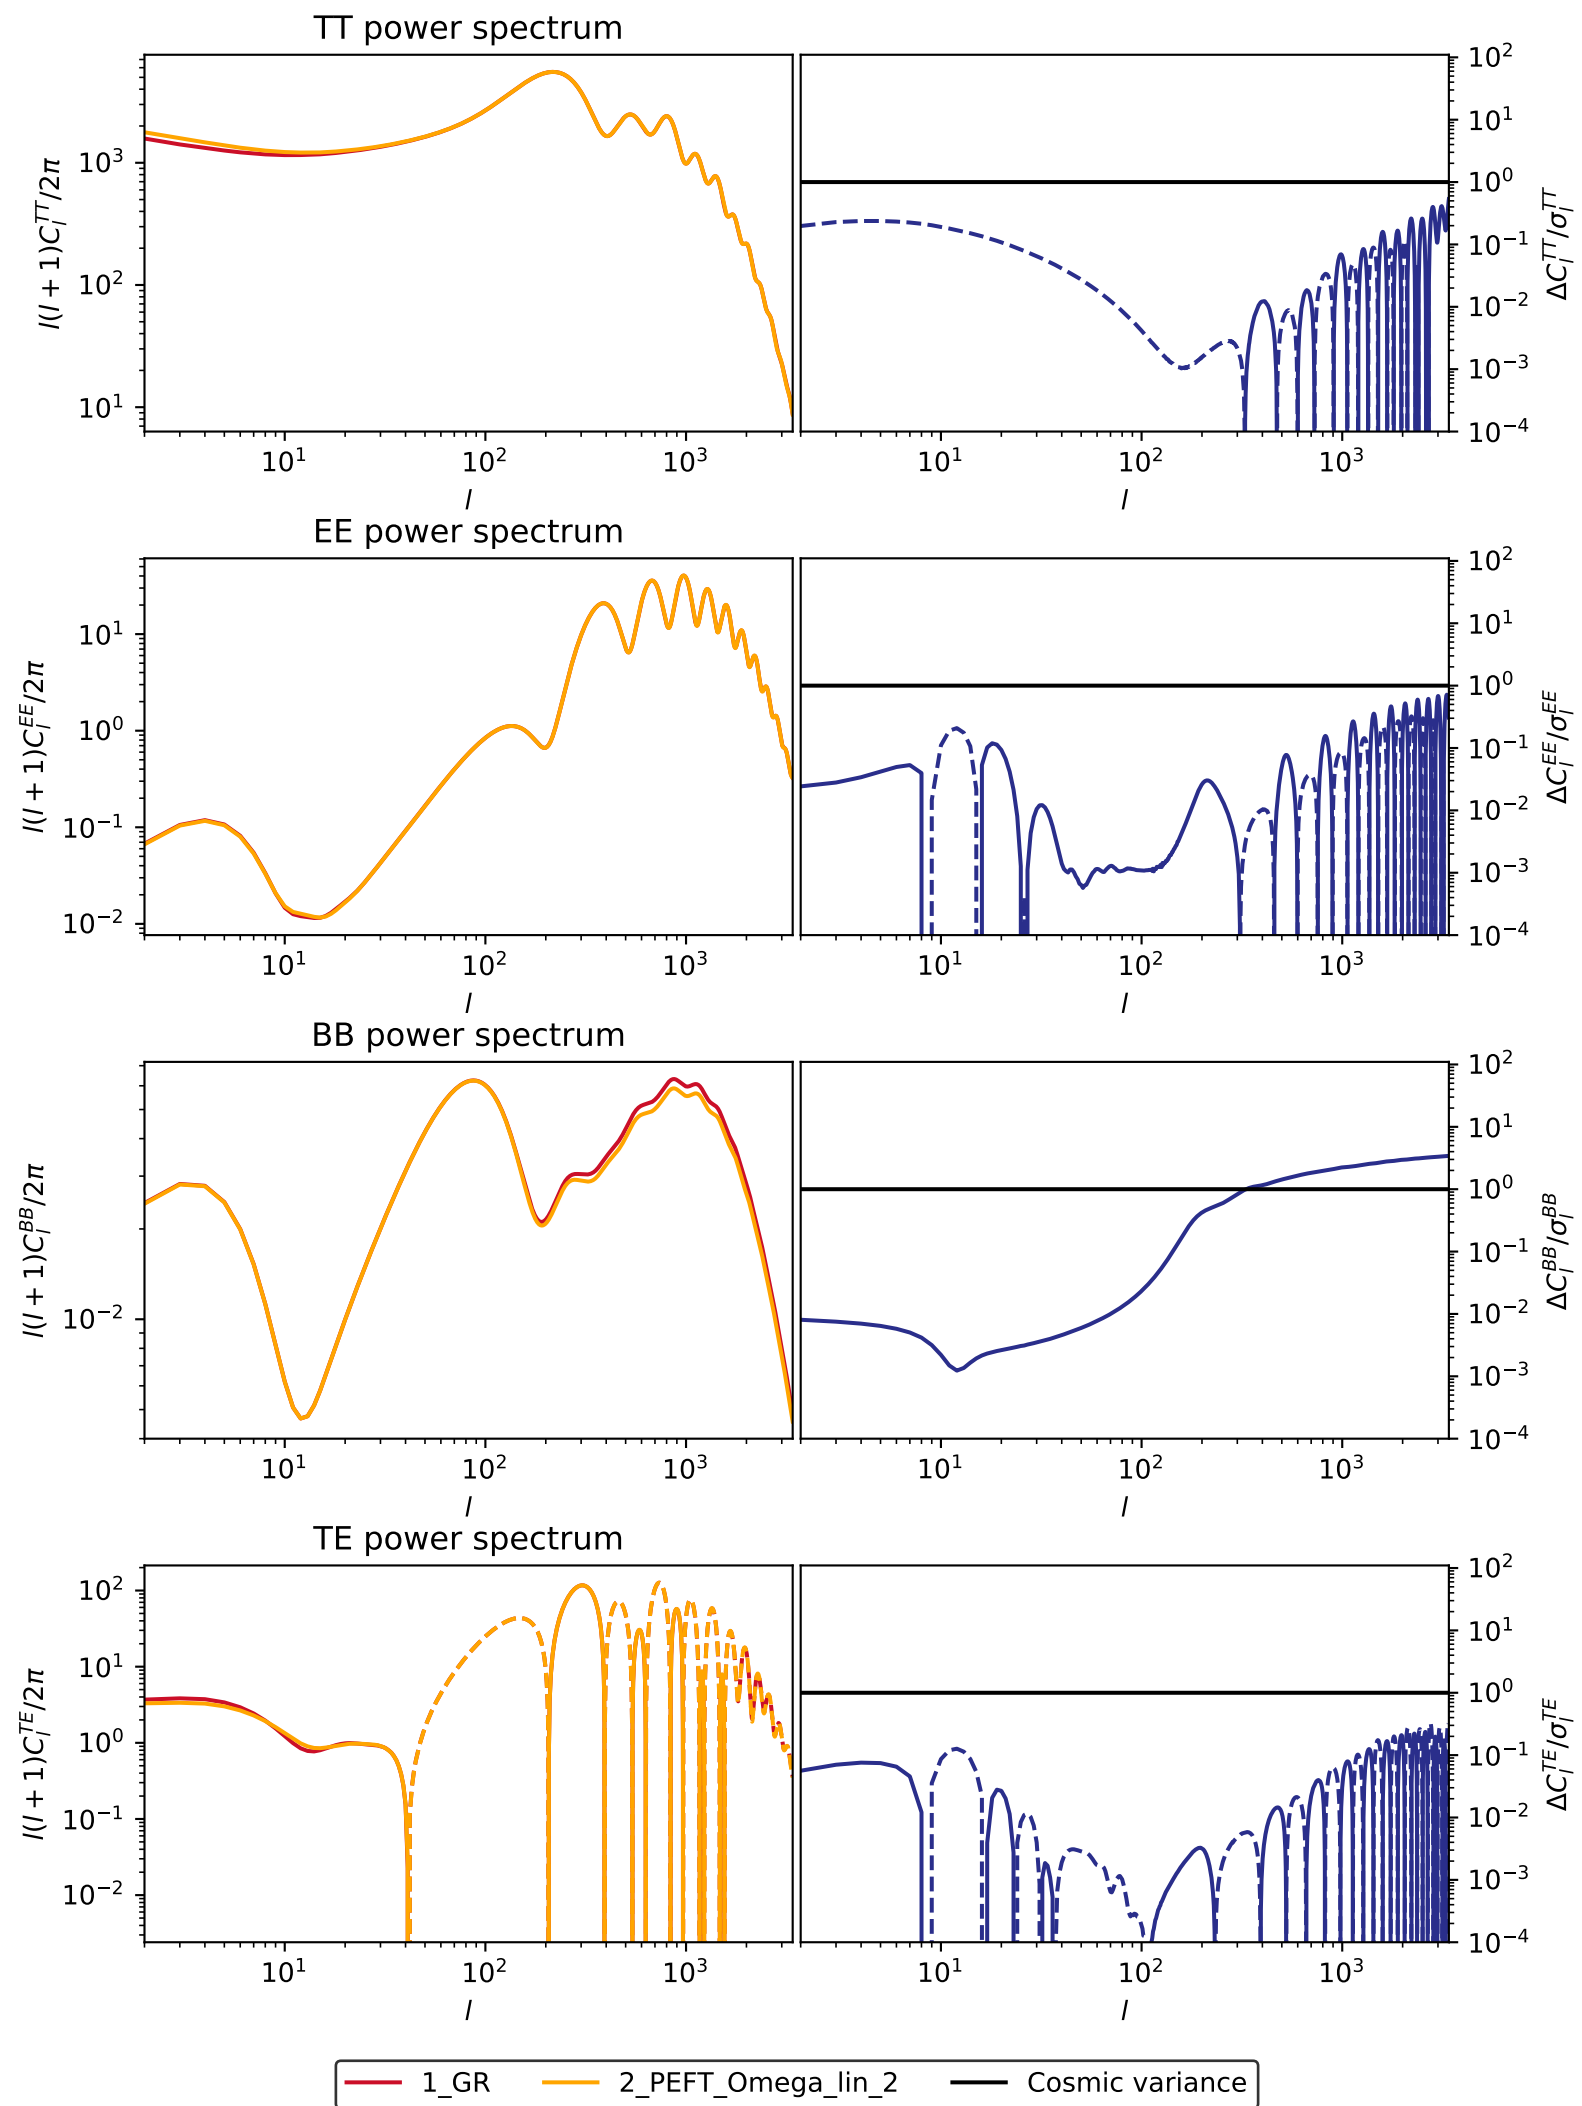 TT power spectrum
l(l + 1)C_l^{TT}/2π
10^3
10^2
10^1
10^1 10^2 10^3
l
10^1 10^2 10^3
l
10^2
10^1
10^0
10^{−1}
10^{−2}
10^{−3}
10^{−4}
ΔC_l^{TT}/σ_l^{TT}
EE power spectrum
l(l + 1)C_l^{EE}/2π
10^1
10^0
10^{−1}
10^{−2}
10^1 10^2 10^3
l
10^1 10^2 10^3
l
10^2
10^1
10^0
10^{−1}
10^{−2}
10^{−3}
10^{−4}
ΔC_l^{EE}/σ_l^{EE}
BB power spectrum
l(l + 1)C_l^{BB}/2π
10^{−2}
10^1 10^2 10^3
l
10^1 10^2 10^3
l
10^2
10^1
10^0
10^{−1}
10^{−2}
10^{−3}
10^{−4}
ΔC_l^{BB}/σ_l^{BB}
TE power spectrum
l(l + 1)C_l^{TE}/2π
10^2
10^1
10^0
10^{−1}
10^{−2}
10^1 10^2 10^3
l
10^1 10^2 10^3
l
10^2
10^1
10^0
10^{−1}
10^{−2}
10^{−3}
10^{−4}
ΔC_l^{TE}/σ_l^{TE}
1_GR 2_PEFT_Omega_lin_2 Cosmic variance